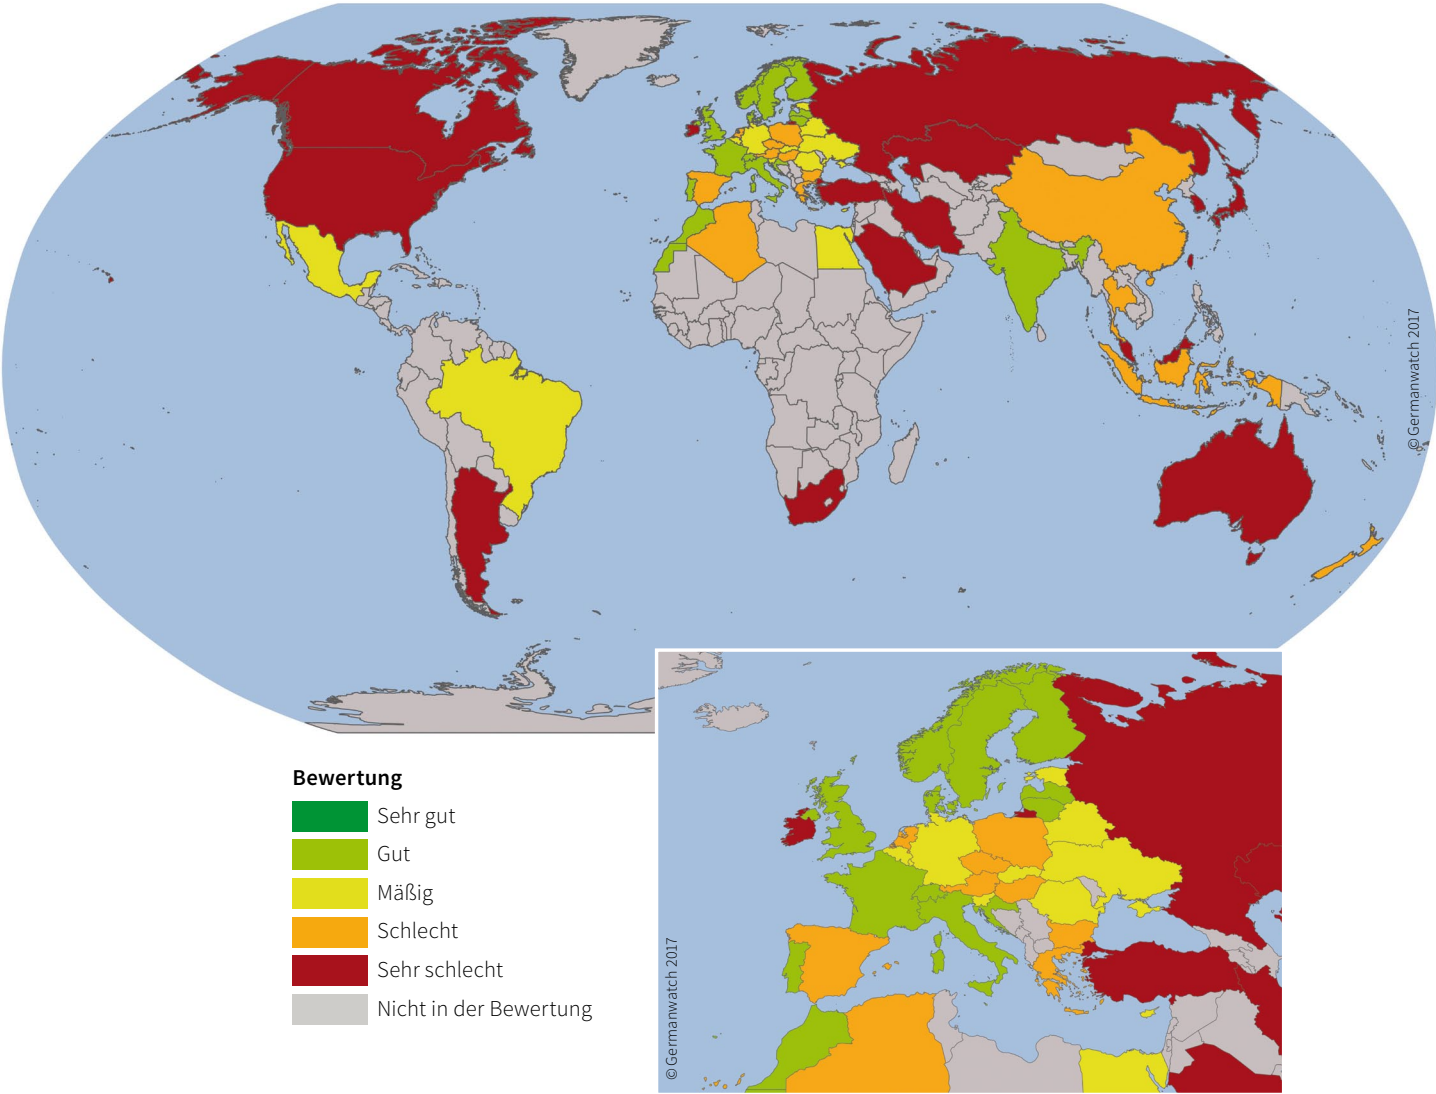 © Germanwatch 2017
Bewertung
Sehr gut
Gut
Mäßig
Schlecht
Sehr schlecht
Nicht in der Bewertung
© Germanwatch 2017